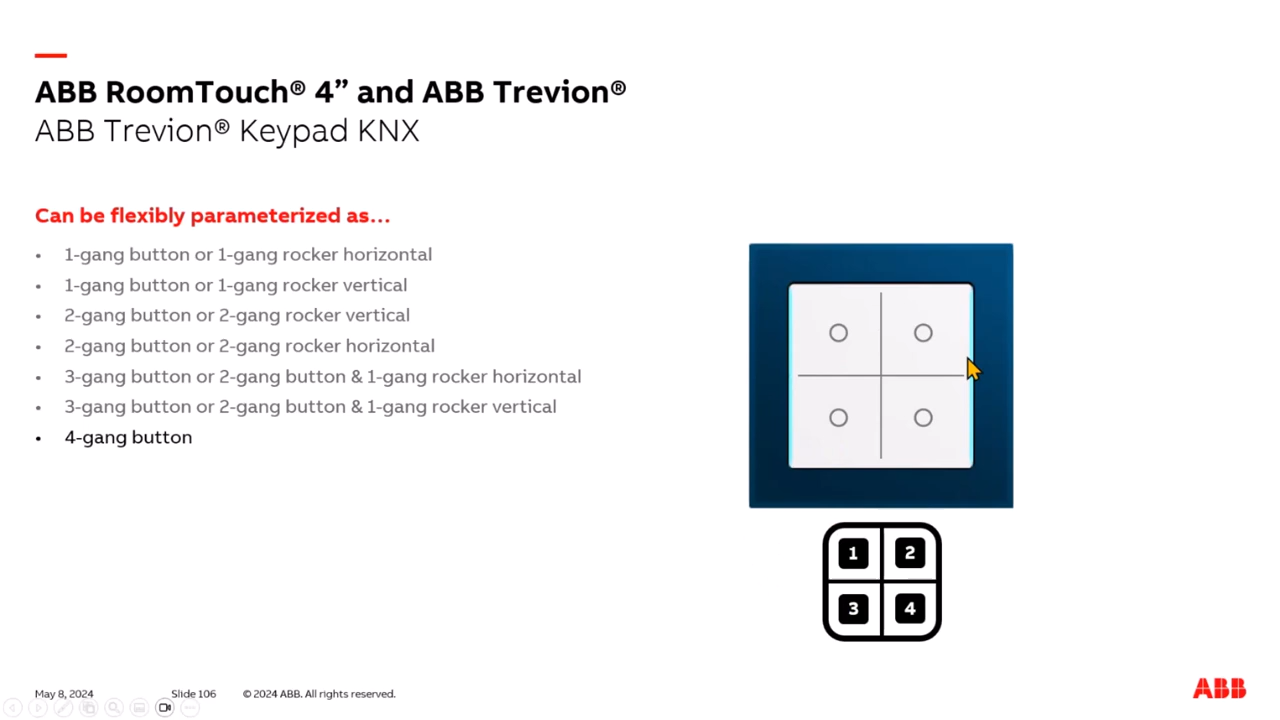 ABB RoomTouch® 4” and ABB Trevion®
ABB Trevion® Keypad KNX
Can be flexibly parameterized as...
• 1-gang button or 1-gang rocker horizontal
• 1-gang button or 1-gang rocker vertical
• 2-gang button or 2-gang rocker vertical
• 2-gang button or 2-gang rocker horizontal
• 3-gang button or 2-gang button & 1-gang rocker horizontal
• 3-gang button or 2-gang button & 1-gang rocker vertical
• 4-gang button
1 2
3 4
May 8, 2024 Slide 106 © 2024 ABB. All rights reserved.
ABB